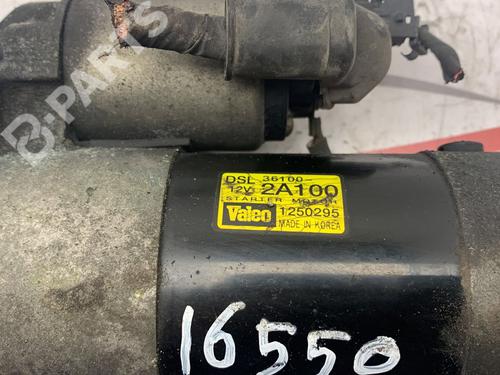 B-PARTS
DSL 36100-
12V 2A100
STARTER MOTOR
Valeo 1250295
MADE IN KOREA
16550